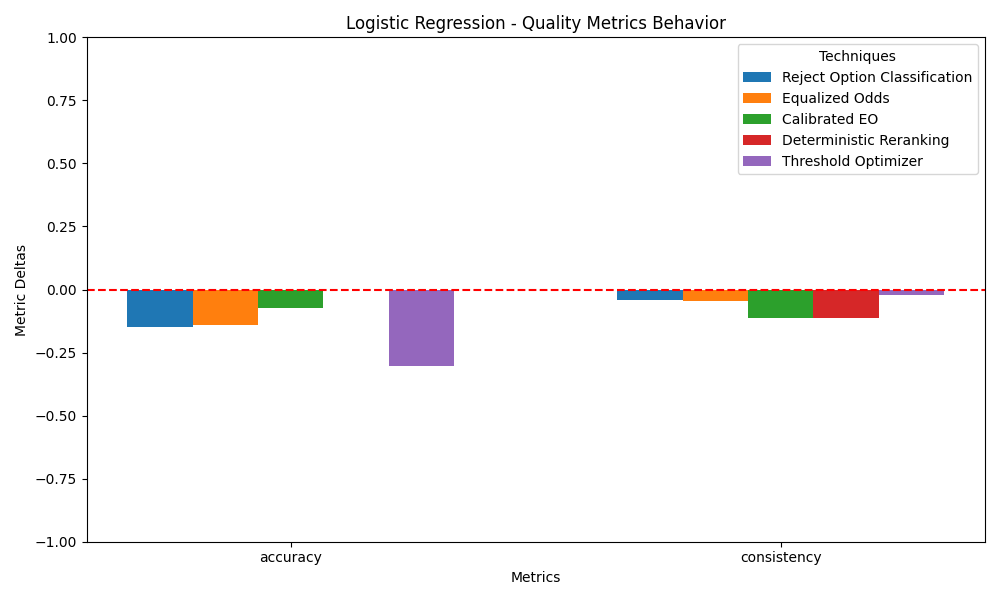 Logistic Regression - Quality Metrics Behavior
Techniques
Reject Option Classification
Equalized Odds
Calibrated EO
Deterministic Reranking
Threshold Optimizer
Metric Deltas
1.00
0.75
0.50
0.25
0.00
−0.25
−0.50
−0.75
−1.00
accuracy
consistency
Metrics